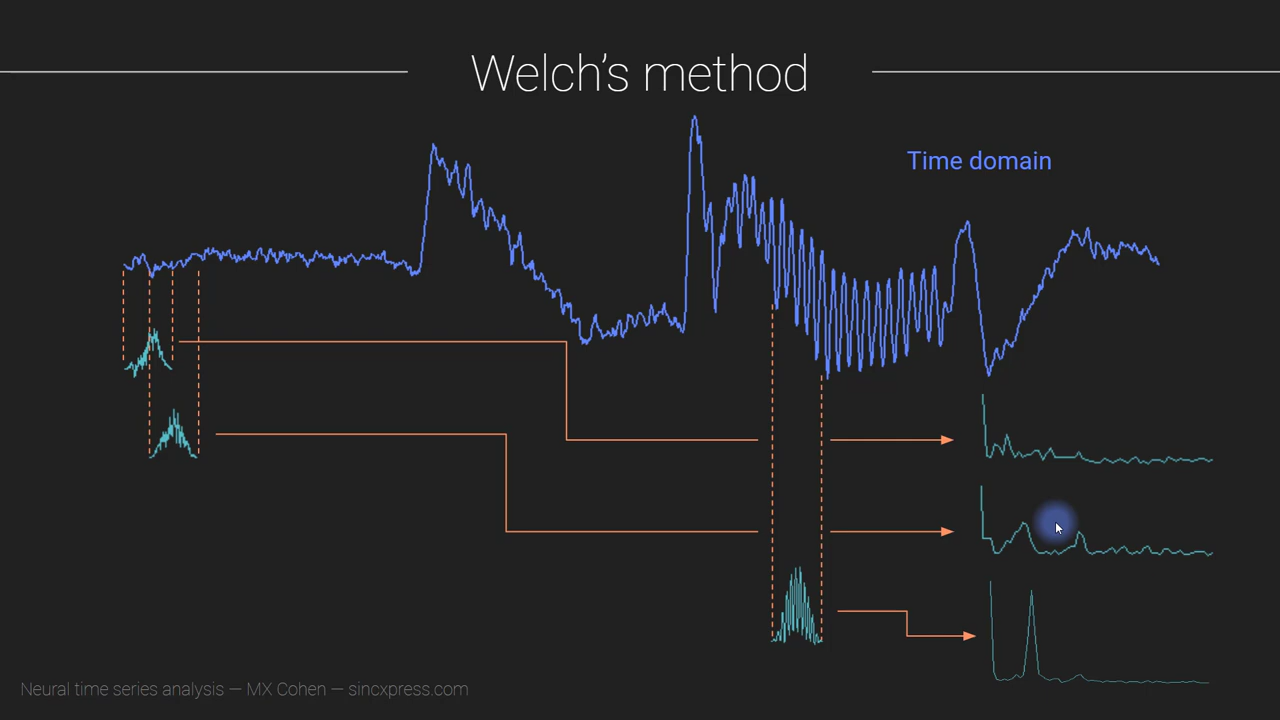 Welch’s method
Time domain
Neural time series analysis — MX Cohen — sincxpress.com